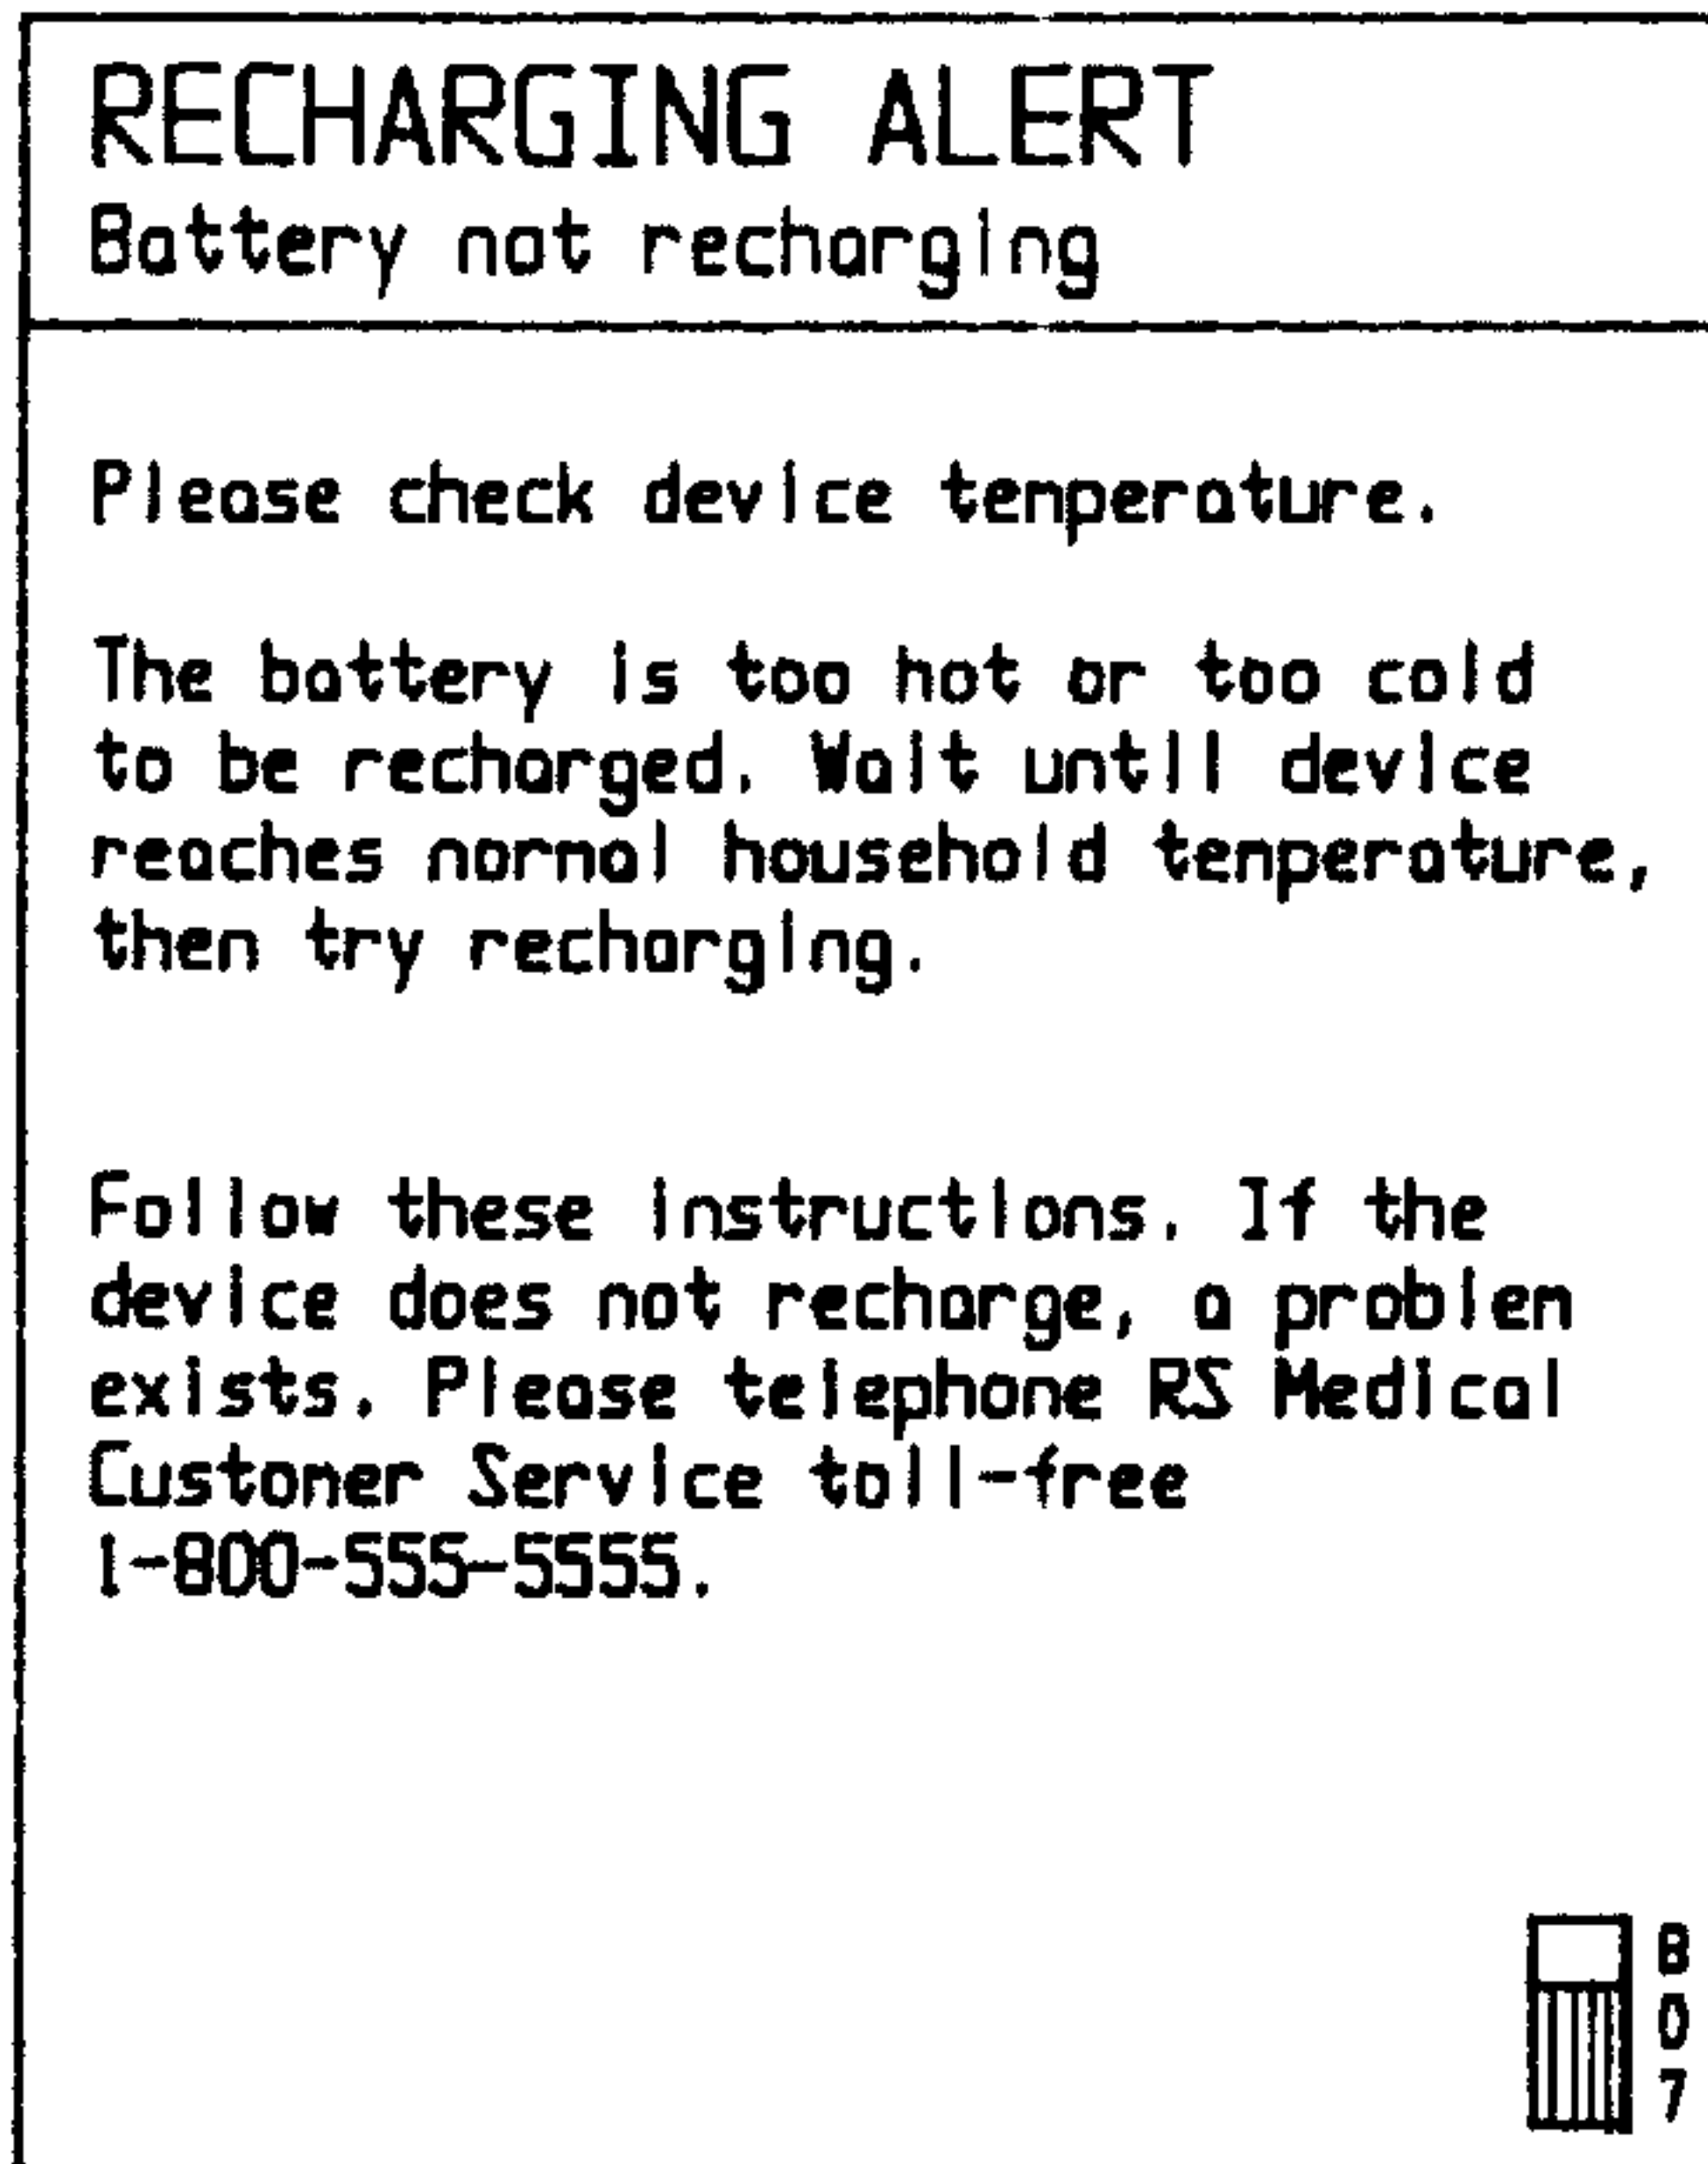 RECHARGING ALERT
Battery not recharging
Please check device temperature.
The battery is too hot or too cold
to be recharged. Wait until device
reaches normal household temperature,
then try recharging.
Follow these instructions. If the
device does not recharge, a problem
exists. Please telephone RS Medical
Customer Service toll-free
1-800-555-5555.
8
0
7